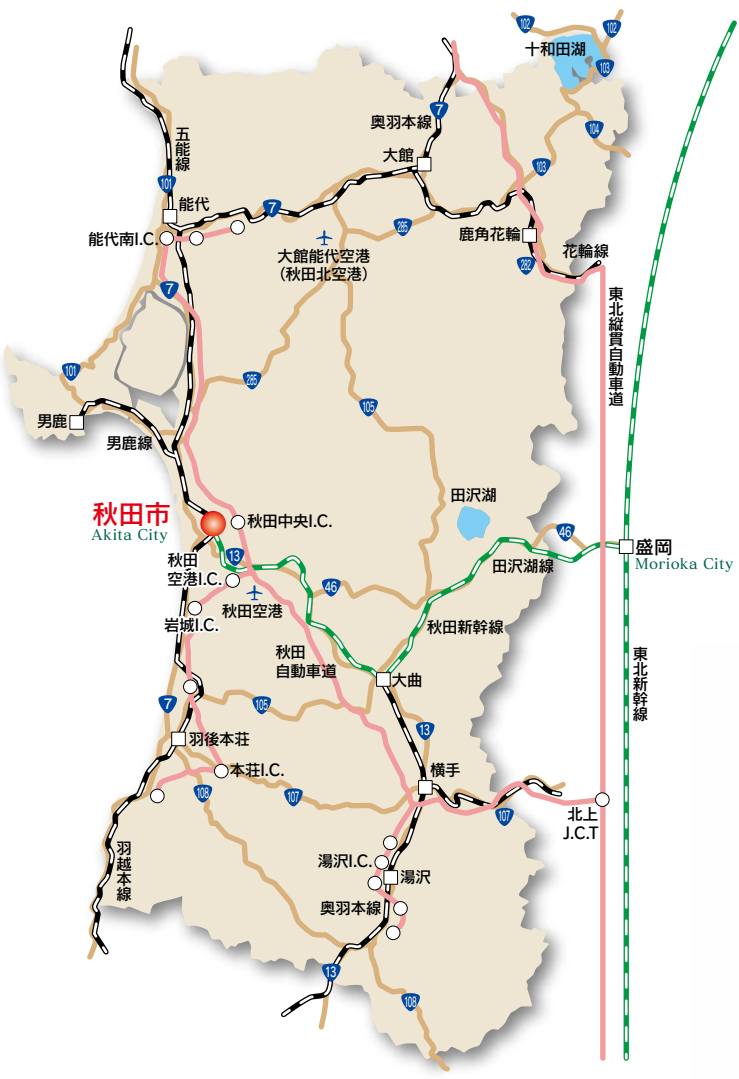 102
102
十和田湖
103
7
奥羽本線
104
五能線
大館
103
101
能代
7
285
能代南I.C.
鹿角花輪
花輪線
大館能代空港
(秋田北空港)
282
7
東北縦貫自動車道
101
285
105
男鹿
男鹿線
田沢湖
秋田市
Akita City
秋田中央I.C.
46
盛岡
Morioka City
13
田沢湖線
秋田
空港I.C.
46
秋田空港
岩城I.C.
秋田新幹線
秋田
自動車道
東北新幹線
大曲
7
105
13
羽後本荘
本荘I.C.
横手
108
107
107
北上
J.C.T
羽越本線
湯沢I.C.
湯沢
奥羽本線
13
108